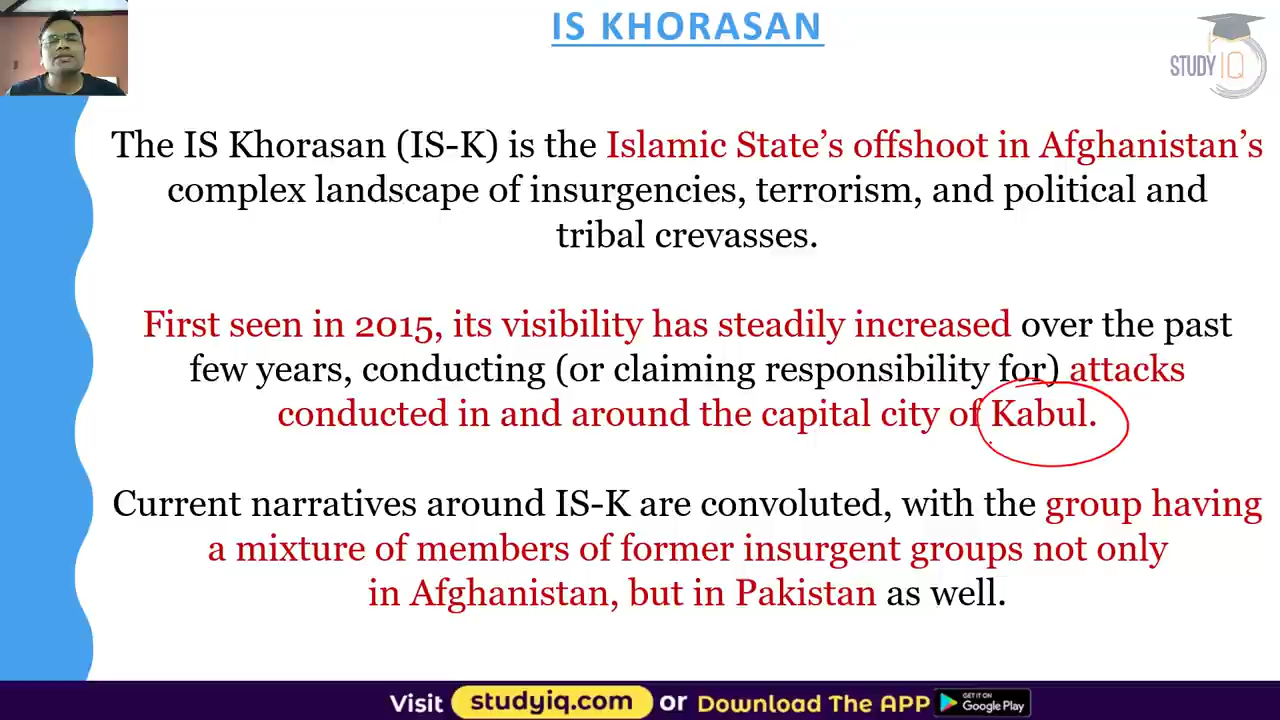 IS KHORASAN
STUDY IQ
The IS Khorasan (IS-K) is the Islamic State’s offshoot in Afghanistan’s
complex landscape of insurgencies, terrorism, and political and
tribal crevasses.
First seen in 2015, its visibility has steadily increased over the past
few years, conducting (or claiming responsibility for) attacks
conducted in and around the capital city of Kabul.
Current narratives around IS-K are convoluted, with the group having
a mixture of members of former insurgent groups not only
in Afghanistan, but in Pakistan as well.
Visit studyiq.com or Download The APP GET IT ON Google Play